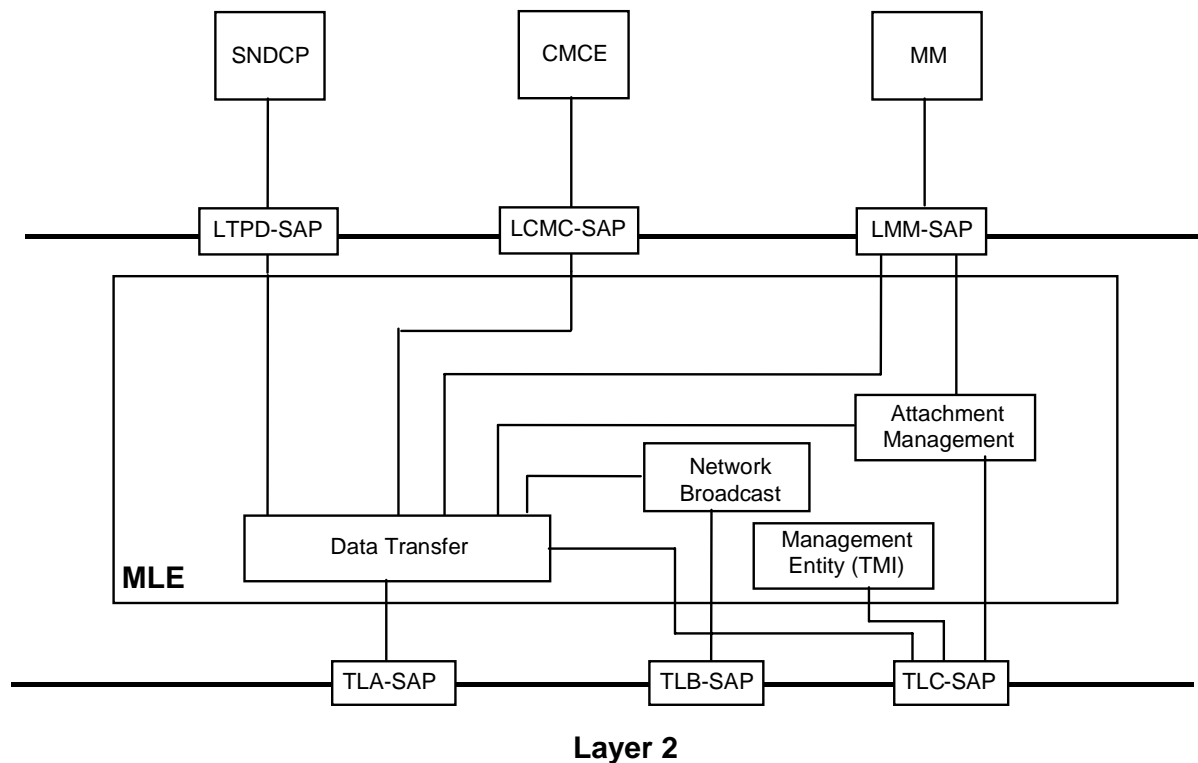 SNDCP
CMCE
MM
LTPD-SAP
LCMC-SAP
LMM-SAP
Attachment
Management
Network
Broadcast
Data Transfer
Management
Entity (TMI)
MLE
TLA-SAP
TLB-SAP
TLC-SAP
Layer 2